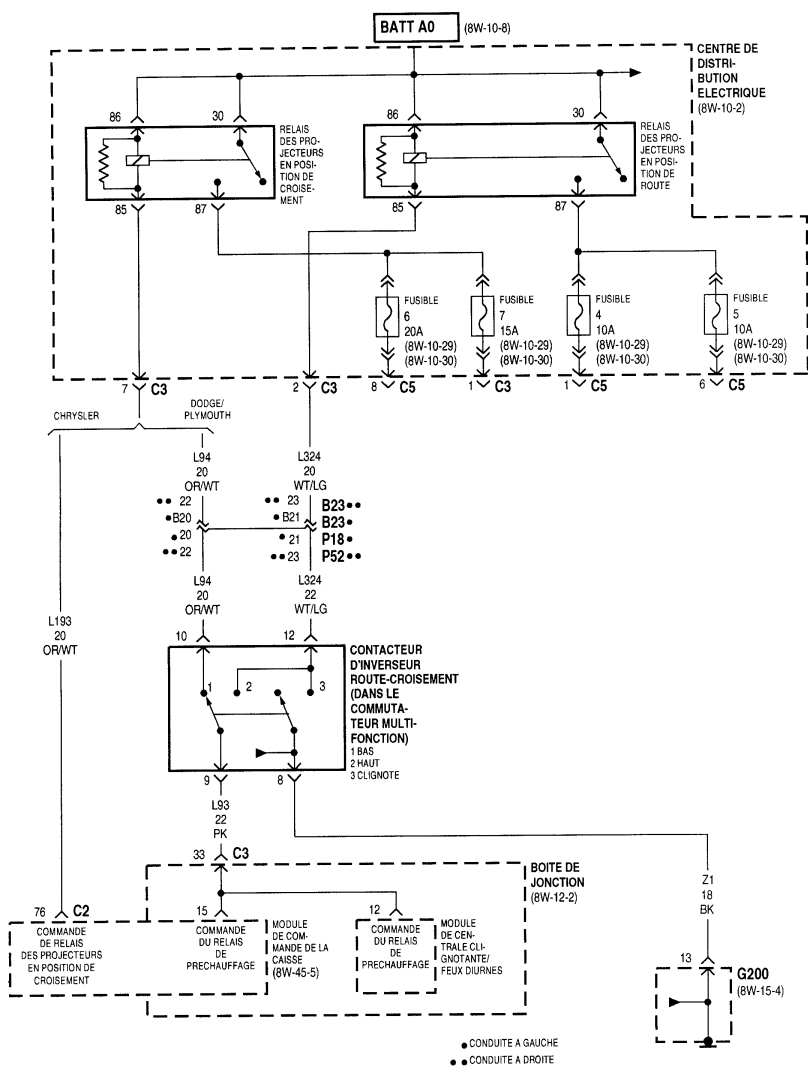 BATT A0
(8W-10-8)
CENTRE DE
DISTRI-
BUTION
ELECTRIQUE
(8W-10-2)
86
30
86
30
RELAIS
DES PRO-
JECTEURS
EN POSI-
TION DE
CROISE-
MENT
RELAIS
DES PRO-
JECTEURS
EN POSI-
TION DE
ROUTE
85
87
85
87
FUSIBLE
6
20A
(8W-10-29)
(8W-10-30)
FUSIBLE
7
15A
(8W-10-29)
(8W-10-30)
FUSIBLE
4
10A
(8W-10-29)
(8W-10-30)
FUSIBLE
5
10A
(8W-10-29)
(8W-10-30)
7 C3
2 C3
8 C5
1 C3
1 C5
6 C5
CHRYSLER
DODGE/
PLYMOUTH
L94
20
OR/WT
L324
20
WT/LG
•• 22
•B20
•20
••22
•• 23
•B21
• 21
••23
B23••
B23•
P18•
P52••
L94
20
OR/WT
L324
22
WT/LG
L193
20
OR/WT
10
12
1
2
3
CONTACTEUR
D'INVERSEUR
ROUTE-CROISEMENT
(DANS LE
COMMUTA-
TEUR MULTI-
FONCTION)
1 BAS
2 HAUT
3 CLIGNOTE
9
8
L93
22
PK
33 C3
BOITE DE
JONCTION
(8W-12-2)
Z1
18
BK
76 C2
15
12
COMMANDE
DE RELAIS
DES PROJECTEURS
EN POSITION DE
CROISEMENT
COMMANDE
DU RELAIS
DE
PRECHAUFFAGE
MODULE
DE COM-
MANDE DE LA
CAISSE
(8W-45-5)
COMMANDE
DU RELAIS
DE
PRECHAUFFAGE
MODULE
DE CEN-
TRALE CLI-
GNOTANTE/
FEUX DIURNES
13
G200
(8W-15-4)
• CONDUITE A GAUCHE
•• CONDUITE A DROITE